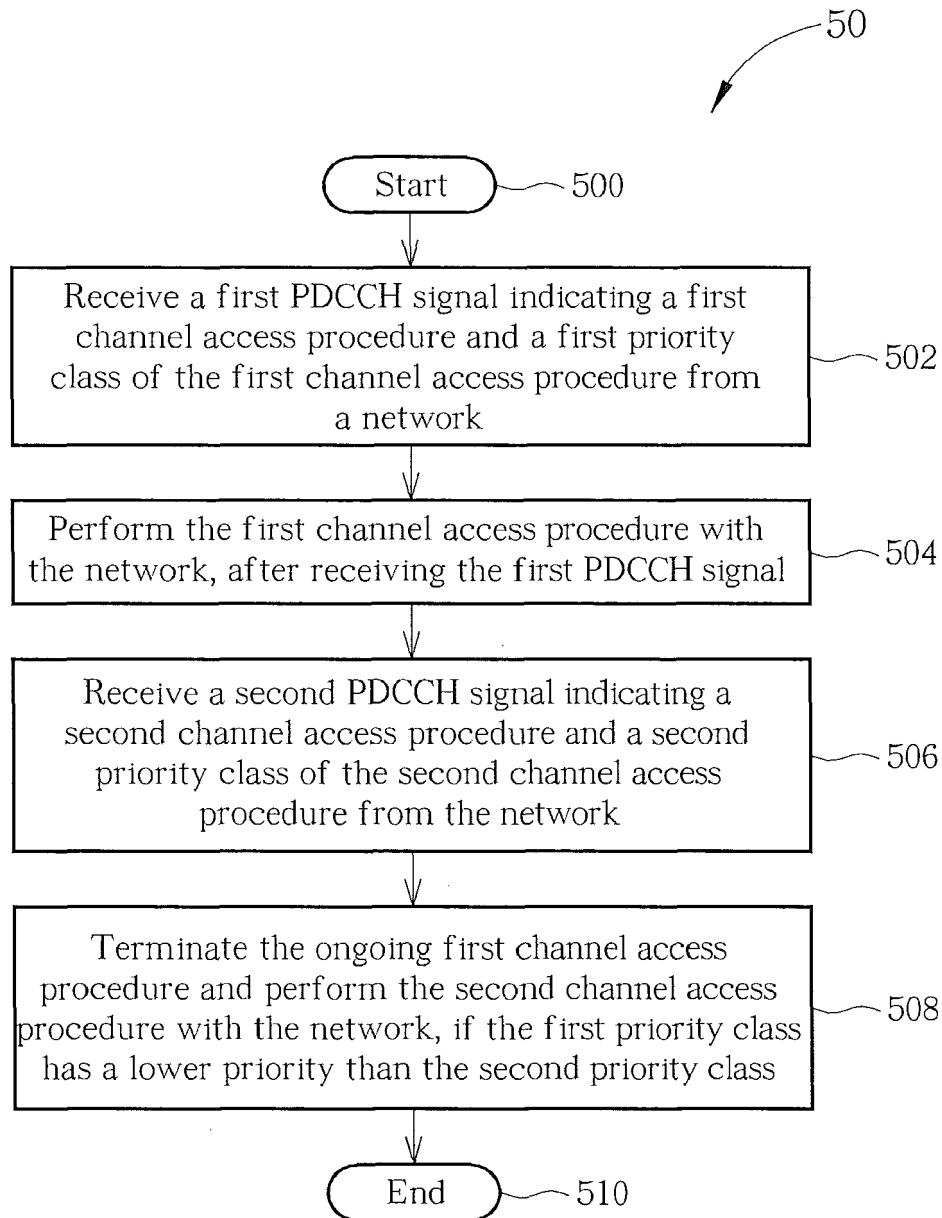 50
Start
500
Receive a first PDCCH signal indicating a first
channel access procedure and a first priority
class of the first channel access procedure from
a network
502
Perform the first channel access procedure with
the network, after receiving the first PDCCH signal
504
Receive a second PDCCH signal indicating a
second channel access procedure and a second
priority class of the second channel access
procedure from the network
506
Terminate the ongoing first channel access
procedure and perform the second channel access
procedure with the network, if the first priority class
has a lower priority than the second priority class
508
End
510